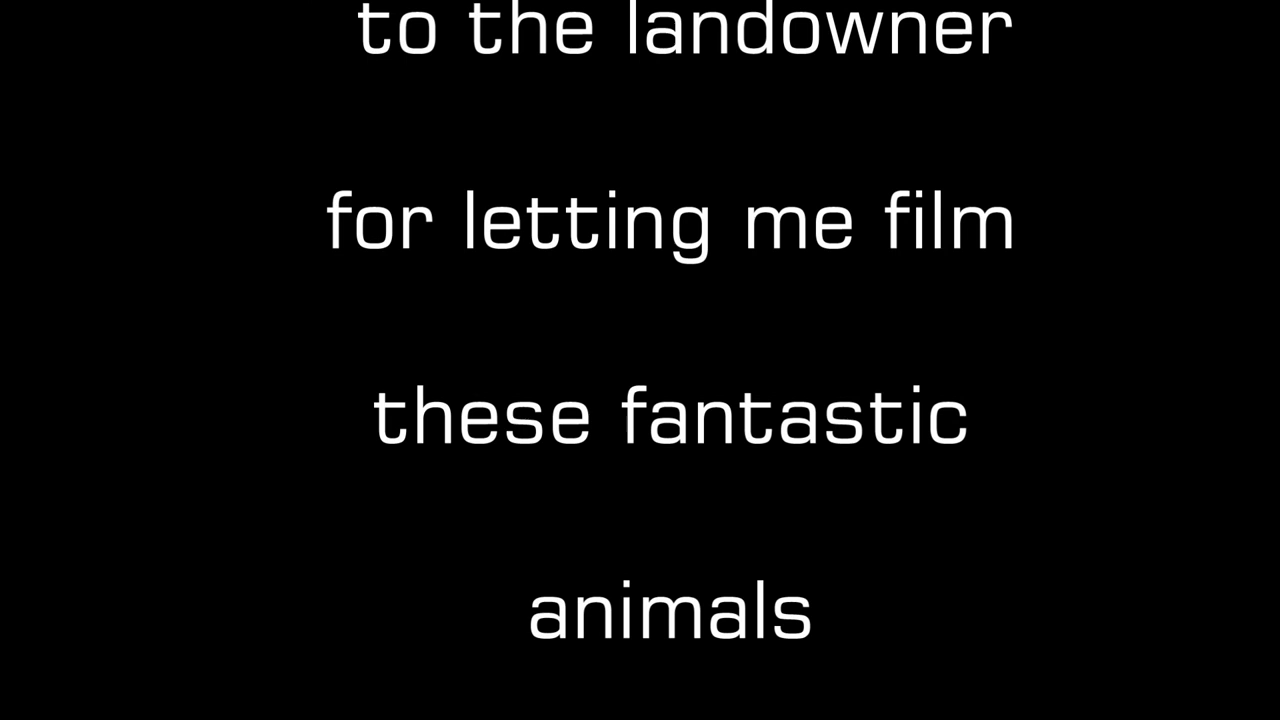 to the landowner
for letting me film
these fantastic
animals